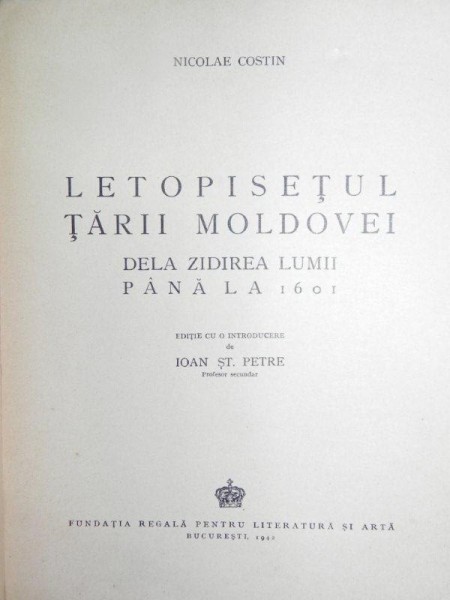 NICOLAE COSTIN
LETOPISEȚUL
ȚĂRII MOLDOVEI
DELA ZIDIREA LUMII
PÂNĂ LA 1601
EDIȚIE CU O INTRODUCERE
de
IOAN ȘT. PETRE
Profesor secundar
FUNDAȚIA REGALĂ PENTRU LITERATURĂ ȘI ARTĂ
BUCUREȘTI, 1942